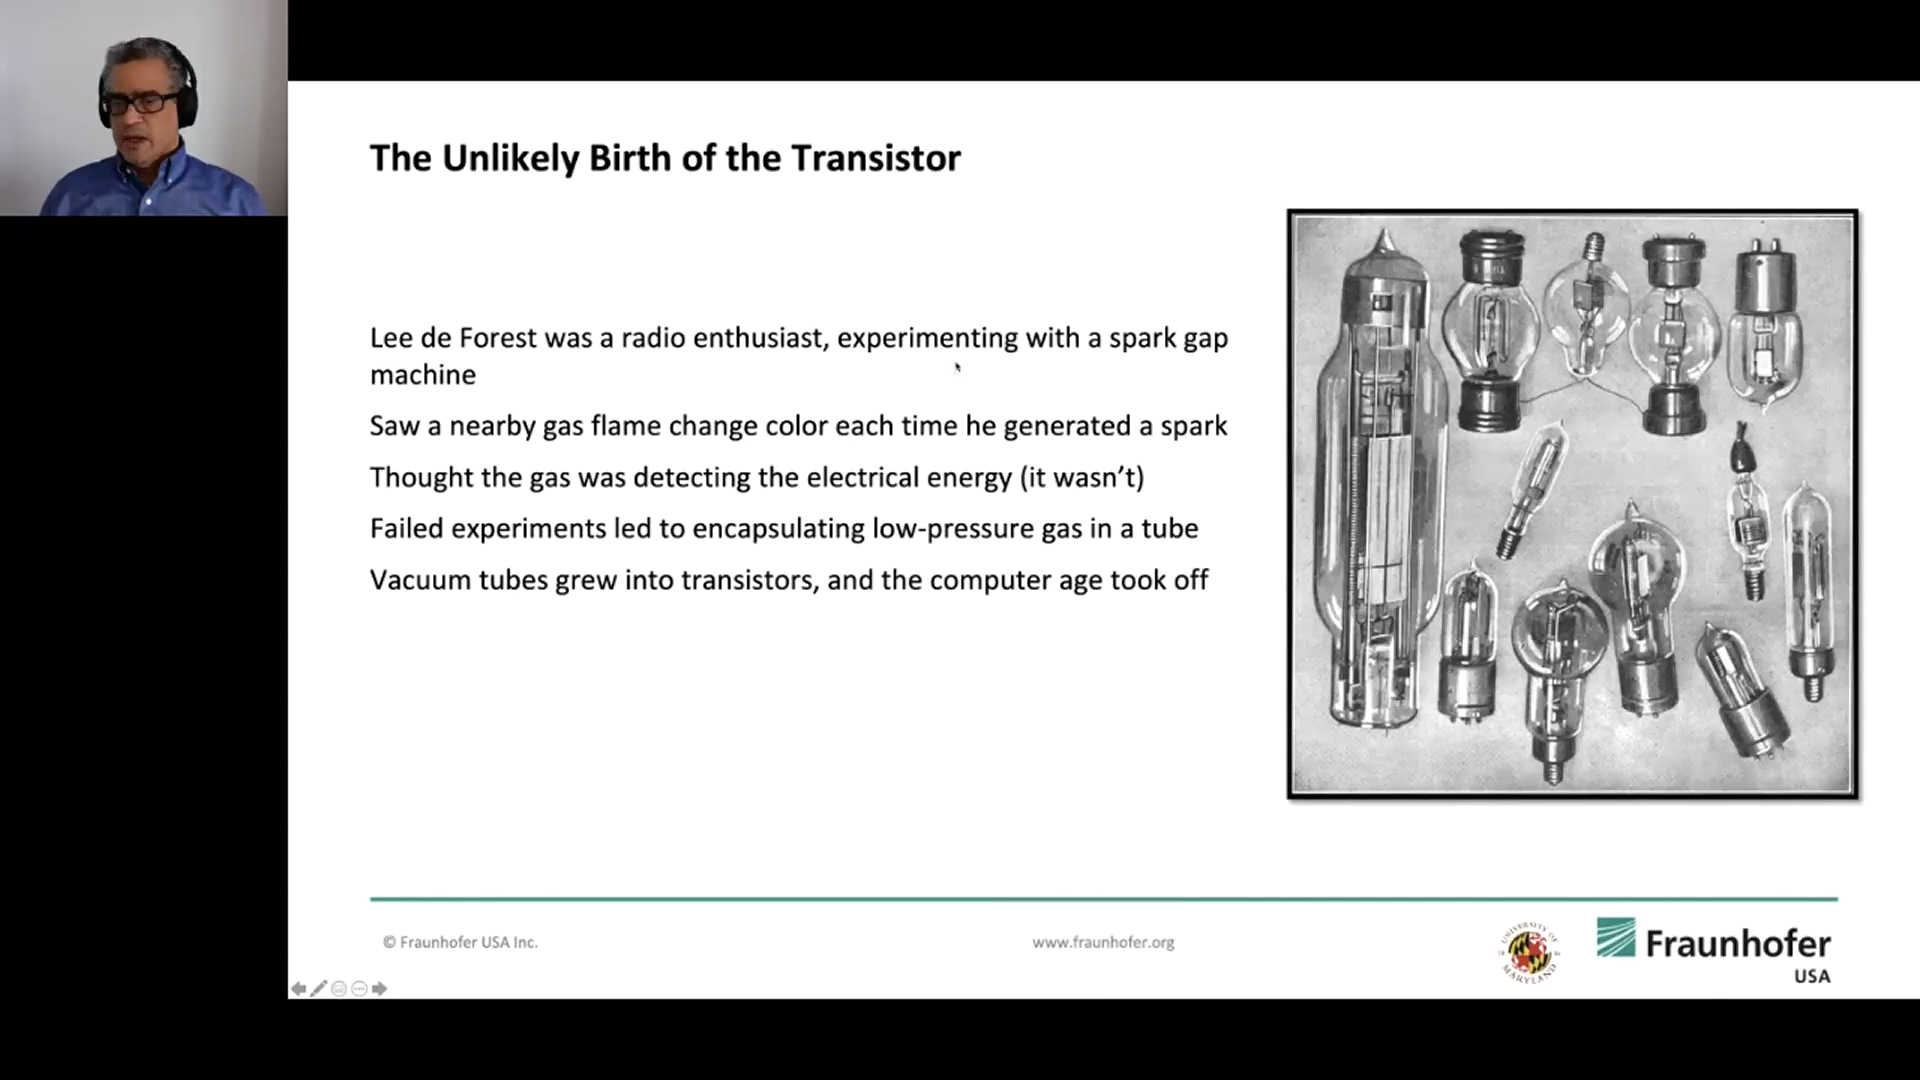 The Unlikely Birth of the Transistor
Lee de Forest was a radio enthusiast, experimenting with a spark gap
machine
Saw a nearby gas flame change color each time he generated a spark
Thought the gas was detecting the electrical energy (it wasn’t)
Failed experiments led to encapsulating low-pressure gas in a tube
Vacuum tubes grew into transistors, and the computer age took off
© Fraunhofer USA Inc.
www.fraunhofer.org
UNIVERSITY OF
MARYLAND
Fraunhofer
USA